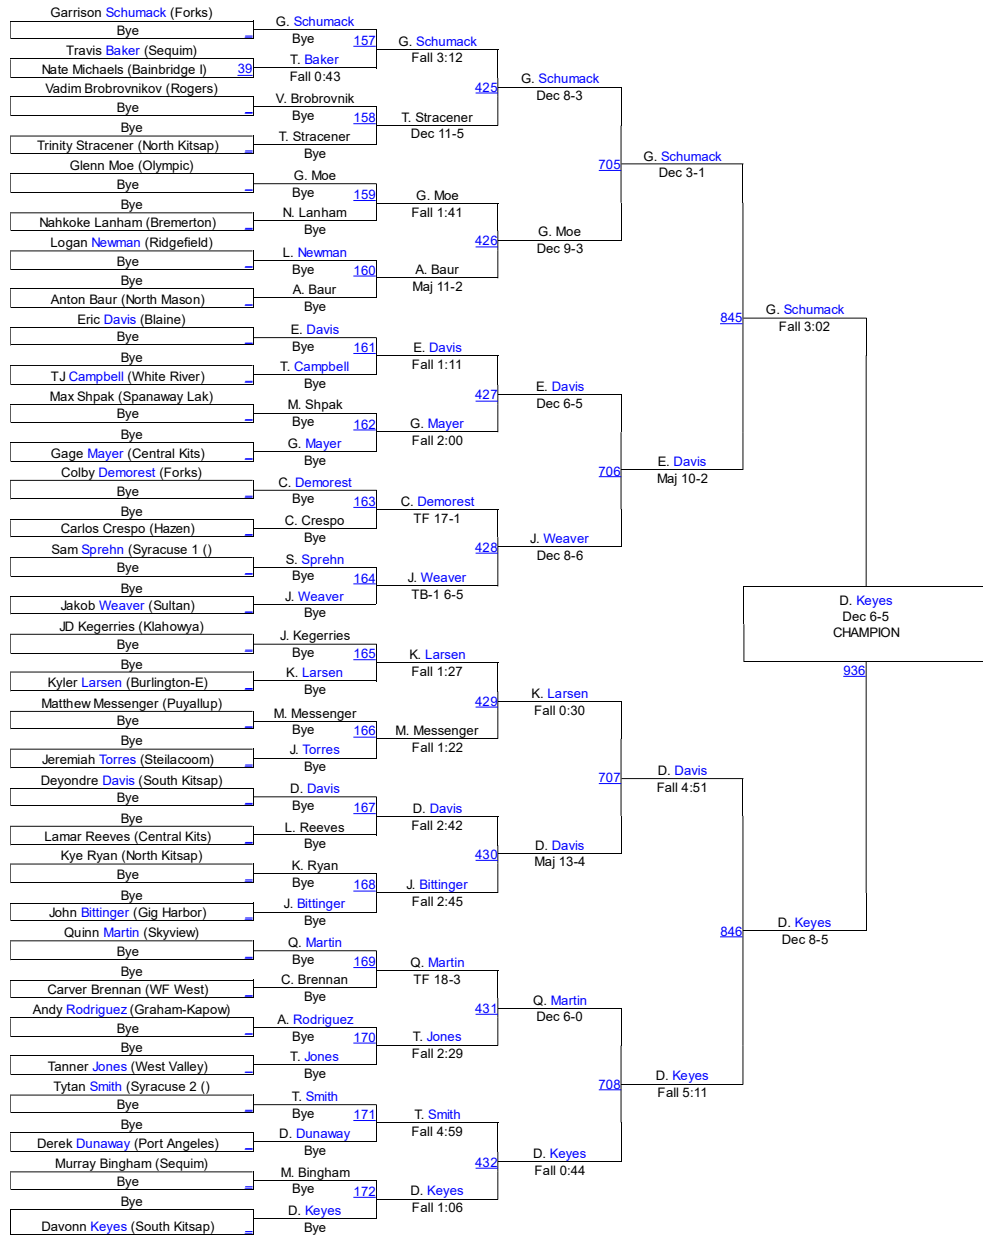 Garrison Schumack (Forks)
Bye
Travis Baker (Sequim)
Nate Michaels (Bainbridge I) 39
Vadim Brobrovnikov (Rogers)
Bye
Bye
Trinity Stracener (North Kitsap)
Glenn Moe (Olympic)
Bye
Bye
Nahkoke Lanham (Bremerton)
Logan Newman (Ridgefield)
Bye
Bye
Anton Baur (North Mason)
Eric Davis (Blaine)
Bye
Bye
TJ Campbell (White River)
Max Shpak (Spanaway Lak)
Bye
Bye
Gage Mayer (Central Kits)
Colby Demorest (Forks)
Bye
Bye
Carlos Crespo (Hazen)
Sam Sprehn (Syracuse 1 ()
Bye
Bye
Jakob Weaver (Sultan)
JD Kegerries (Klahowya)
Bye
Bye
Kyler Larsen (Burlington-E)
Matthew Messenger (Puyallup)
Bye
Bye
Jeremiah Torres (Steilacoom)
Deyondre Davis (South Kitsap)
Bye
Bye
Lamar Reeves (Central Kits)
Kye Ryan (North Kitsap)
Bye
Bye
John Bittinger (Gig Harbor)
Quinn Martin (Skyview)
Bye
Bye
Carver Brennan (WF West)
Andy Rodriguez (Graham-Kapow)
Bye
Bye
Tanner Jones (West Valley)
Tytan Smith (Syracuse 2 ()
Bye
Bye
Derek Dunaway (Port Angeles)
Murray Bingham (Sequim)
Bye
Bye
Davonn Keyes (South Kitsap)
G. Schumack
Bye 157
T. Baker
Fall 0:43
V. Brobrovnik
Bye 158
T. Stracener
Bye
G. Moe
Bye 159
N. Lanham
Bye
L. Newman
Bye 160
A. Baur
Bye
E. Davis
Bye 161
T. Campbell
Bye
M. Shpak
Bye 162
G. Mayer
Bye
C. Demorest
Bye 163
C. Crespo
Bye
S. Sprehn
Bye 164
J. Weaver
Bye
J. Kegerries
Bye 165
K. Larsen
Bye
M. Messenger
Bye 166
J. Torres
Bye
D. Davis
Bye 167
L. Reeves
Bye
K. Ryan
Bye 168
J. Bittinger
Bye
Q. Martin
Bye 169
C. Brennan
Bye
A. Rodriguez
Bye 170
T. Jones
Bye
T. Smith
Bye 171
D. Dunaway
Bye
M. Bingham
Bye 172
D. Keyes
Bye
G. Schumack
Fall 3:12
425
T. Stracener
Dec 11-5
G. Moe
Fall 1:41
426
A. Baur
Maj 11-2
E. Davis
Fall 1:11
427
G. Mayer
Fall 2:00
C. Demorest
TF 17-1
428
J. Weaver
TB-1 6-5
K. Larsen
Fall 1:27
429
M. Messenger
Fall 1:22
D. Davis
Fall 2:42
430
J. Bittinger
Fall 2:45
Q. Martin
TF 18-3
431
T. Jones
Fall 2:29
T. Smith
Fall 4:59
432
D. Keyes
Fall 1:06
G. Schumack
Dec 8-3
705
G. Moe
Dec 9-3
E. Davis
Dec 6-5
706
J. Weaver
Dec 8-6
K. Larsen
Fall 0:30
707
D. Davis
Maj 13-4
Q. Martin
Dec 6-0
708
D. Keyes
Fall 0:44
G. Schumack
Dec 3-1
845
E. Davis
Maj 10-2
D. Davis
Fall 4:51
846
D. Keyes
Fall 5:11
G. Schumack
Fall 3:02
D. Keyes
Dec 8-5
D. Keyes
Dec 6-5
CHAMPION
936